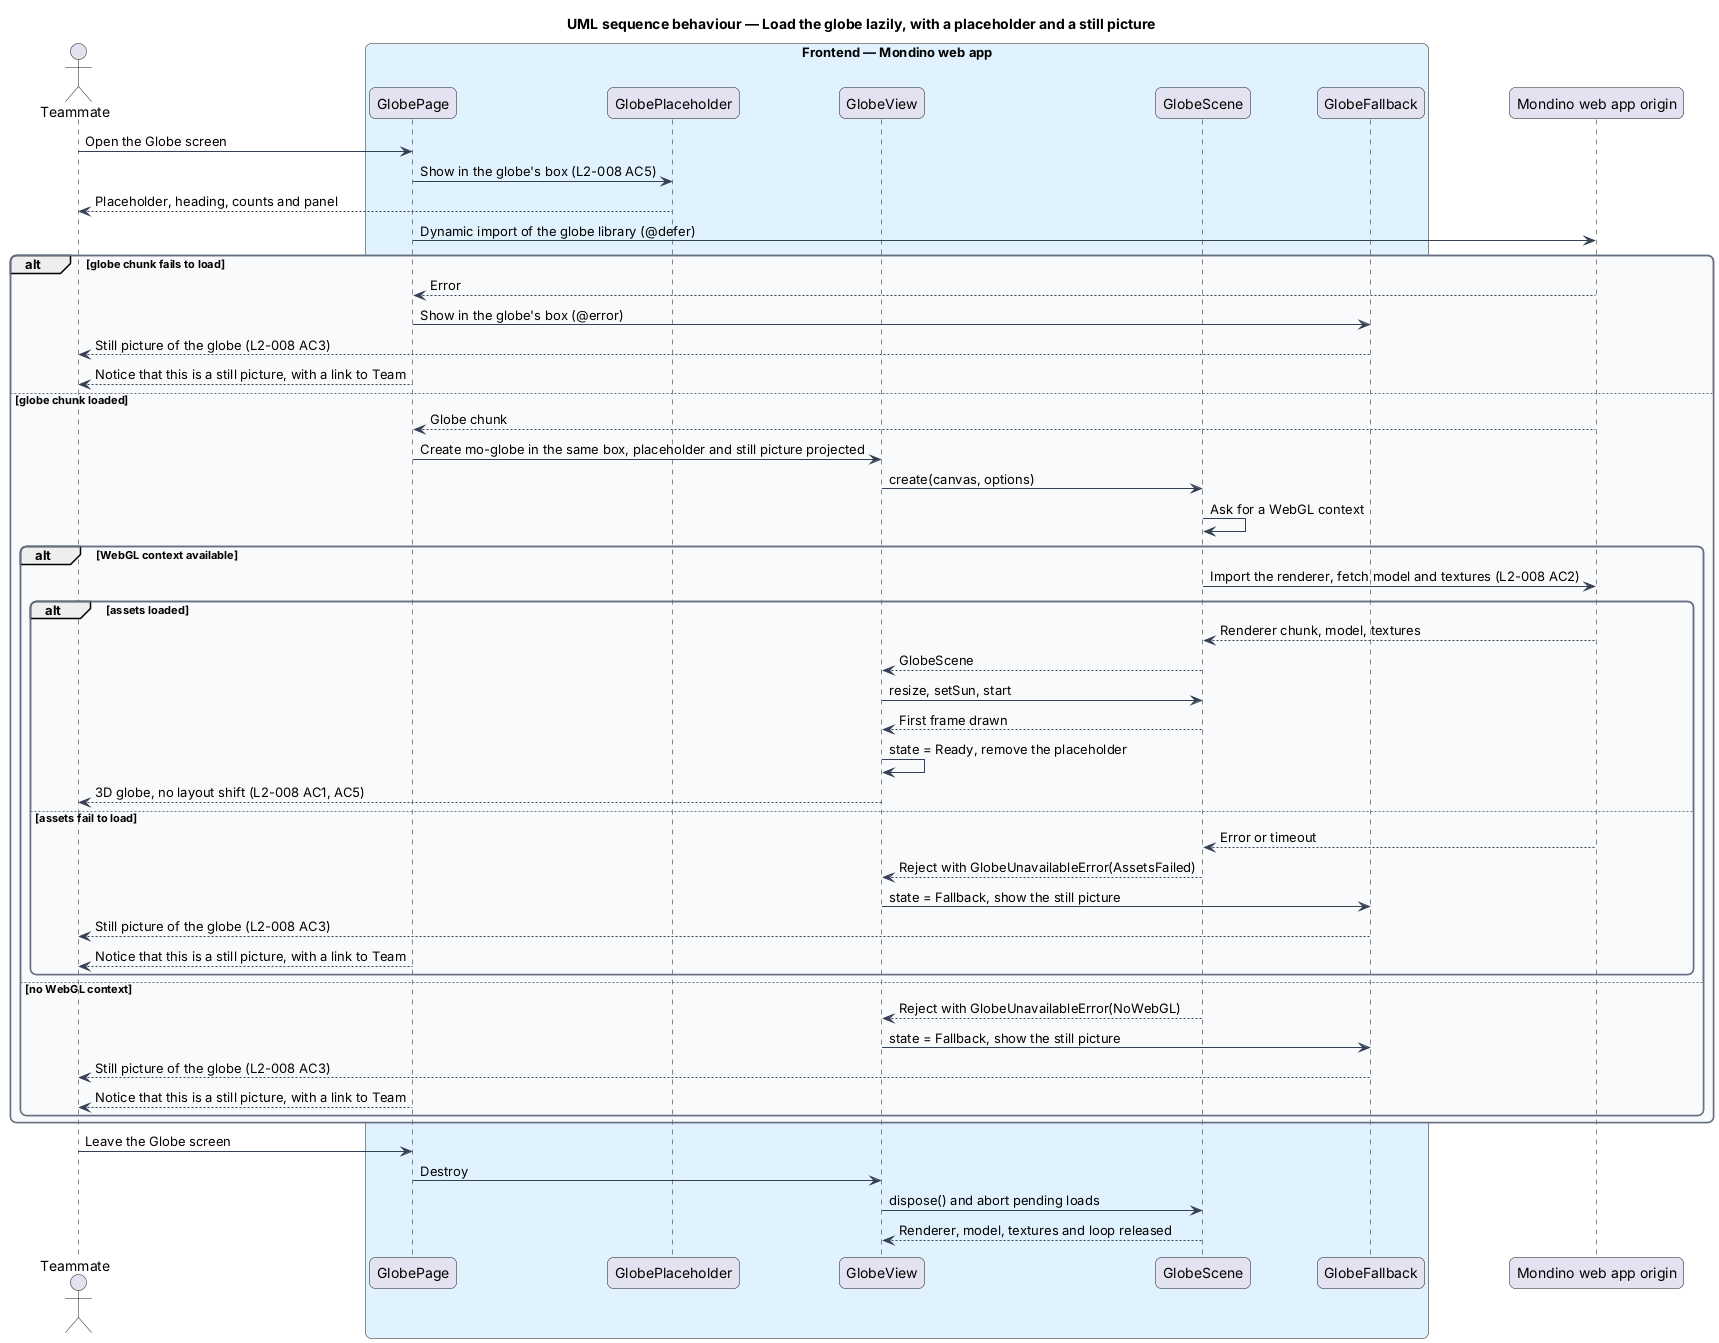 UML sequence behaviour — Load the globe lazily, with a placeholder and a still picture
Frontend — Mondino web app
Teammate
GlobePage
GlobePlaceholder
GlobeView
GlobeScene
GlobeFallback
Mondino web app origin
Open the Globe screen
Show in the globe's box (L2-008 AC5)
Placeholder, heading, counts and panel
Dynamic import of the globe library (@defer)
alt
[globe chunk fails to load]
Error
Show in the globe's box (@error)
Still picture of the globe (L2-008 AC3)
Notice that this is a still picture, with a link to Team
[globe chunk loaded]
Globe chunk
Create mo-globe in the same box, placeholder and still picture projected
create(canvas, options)
Ask for a WebGL context
alt
[WebGL context available]
Import the renderer, fetch model and textures (L2-008 AC2)
alt
[assets loaded]
Renderer chunk, model, textures
GlobeScene
resize, setSun, start
First frame drawn
state = Ready, remove the placeholder
3D globe, no layout shift (L2-008 AC1, AC5)
[assets fail to load]
Error or timeout
Reject with GlobeUnavailableError(AssetsFailed)
state = Fallback, show the still picture
Still picture of the globe (L2-008 AC3)
Notice that this is a still picture, with a link to Team
[no WebGL context]
Reject with GlobeUnavailableError(NoWebGL)
state = Fallback, show the still picture
Still picture of the globe (L2-008 AC3)
Notice that this is a still picture, with a link to Team
Leave the Globe screen
Destroy
dispose() and abort pending loads
Renderer, model, textures and loop released
Teammate
GlobePage
GlobePlaceholder
GlobeView
GlobeScene
GlobeFallback
Mondino web app origin